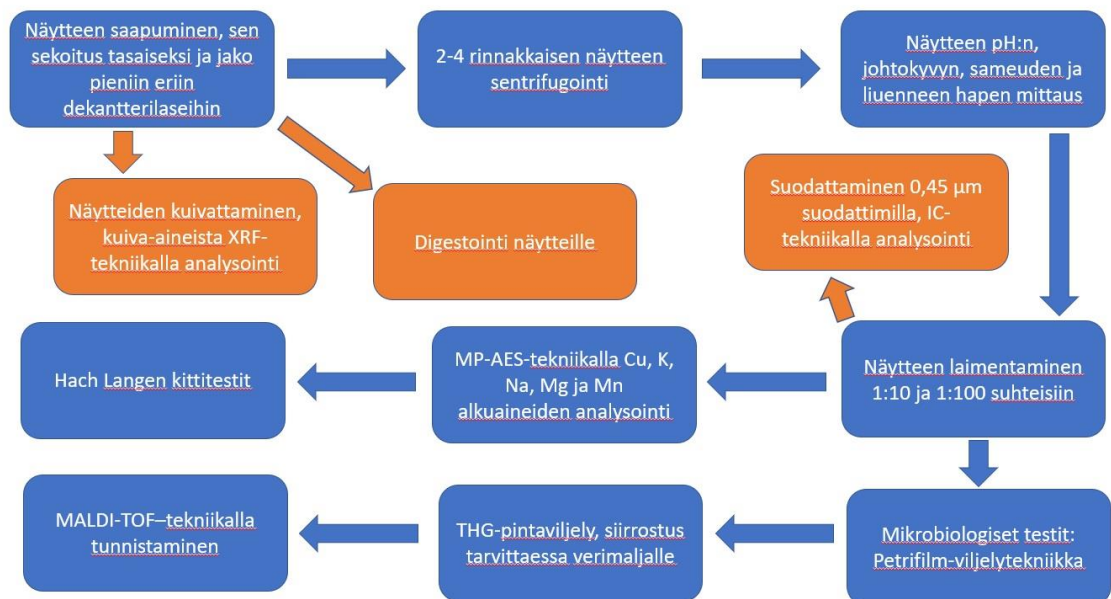 Näytteen saapuminen, sen
sekoitus tasaiseksi ja jako
pieniin eriin
dekantterilaseihin
2-4 rinnakkaisen näytteen
sentrifugointi
Näytteen pH:n,
johtokyvyn, sameuden ja
liuenneen hapen mittaus
Näytteiden kuivattaminen,
kuiva-aineista XRF-
tekniikalla analysointi
Digestointi näytteille
Suodattaminen 0,45 µm
suodattimilla, IC-
tekniikalla analysointi
Hach Langen kittitestit
MP-AES-tekniikalla Cu, K,
Na, Mg ja Mn
alkuaineiden analysointi
Näytteen laimentaminen
1:10 ja 1:100 suhteisiin
MALDI-TOF–tekniikalla
tunnistaminen
THG-pintaviljely, siirrostus
tarvittaessa verimaljalle
Mikrobiologiset testit:
Petrifilm-viljelytekniikka